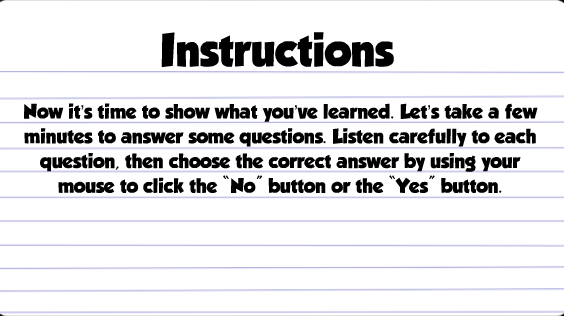 Instructions
Now it's time to show what you've learned. Let's take a few
minutes to answer some questions. Listen carefully to each
question, then choose the correct answer by using your
mouse to click the "No" button or the "Yes" button.